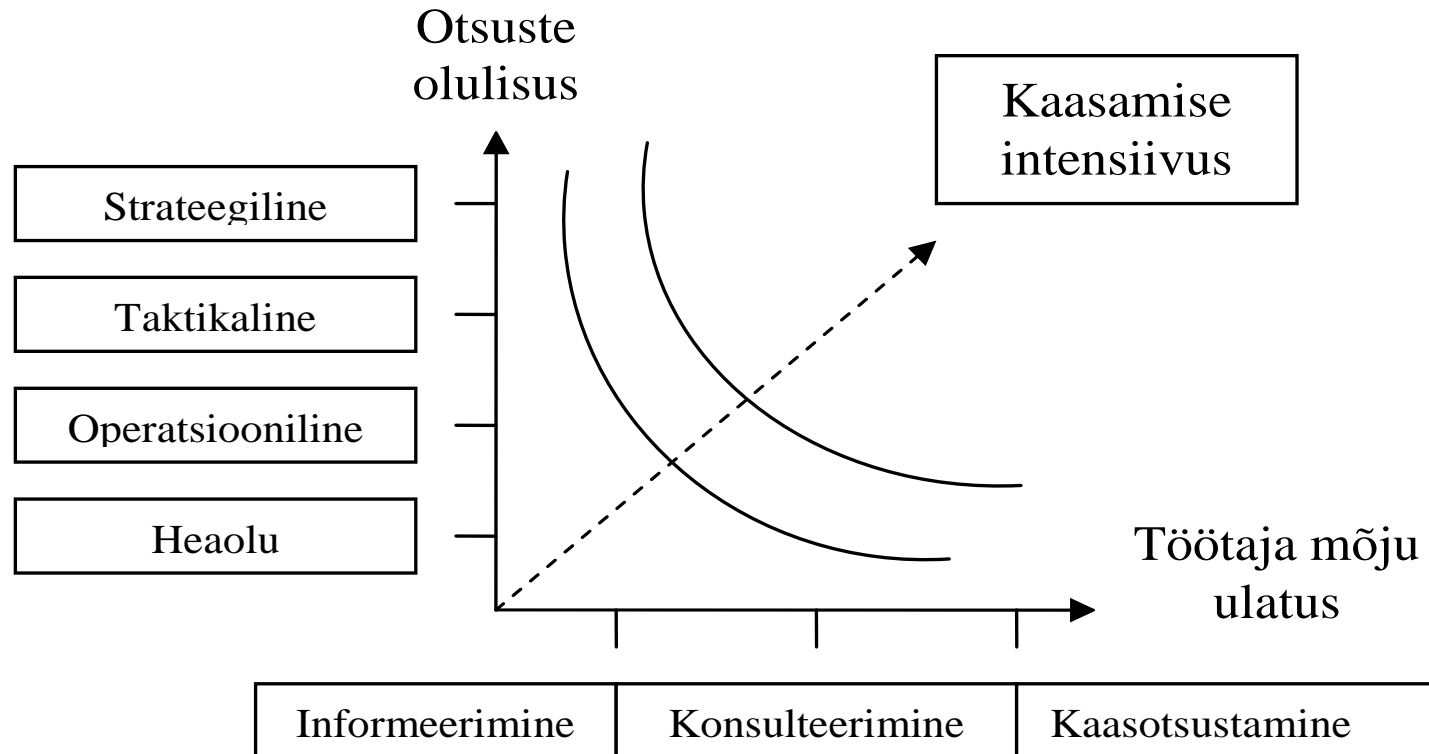 Otsuste
olulisus
Kaasamise
intensiivus
Strateegiline
Taktikaline
Operatsiooniline
Heaolu
Töötaja mõju
ulatus
Informeerimine
Konsulteerimine
Kaasotsustamine